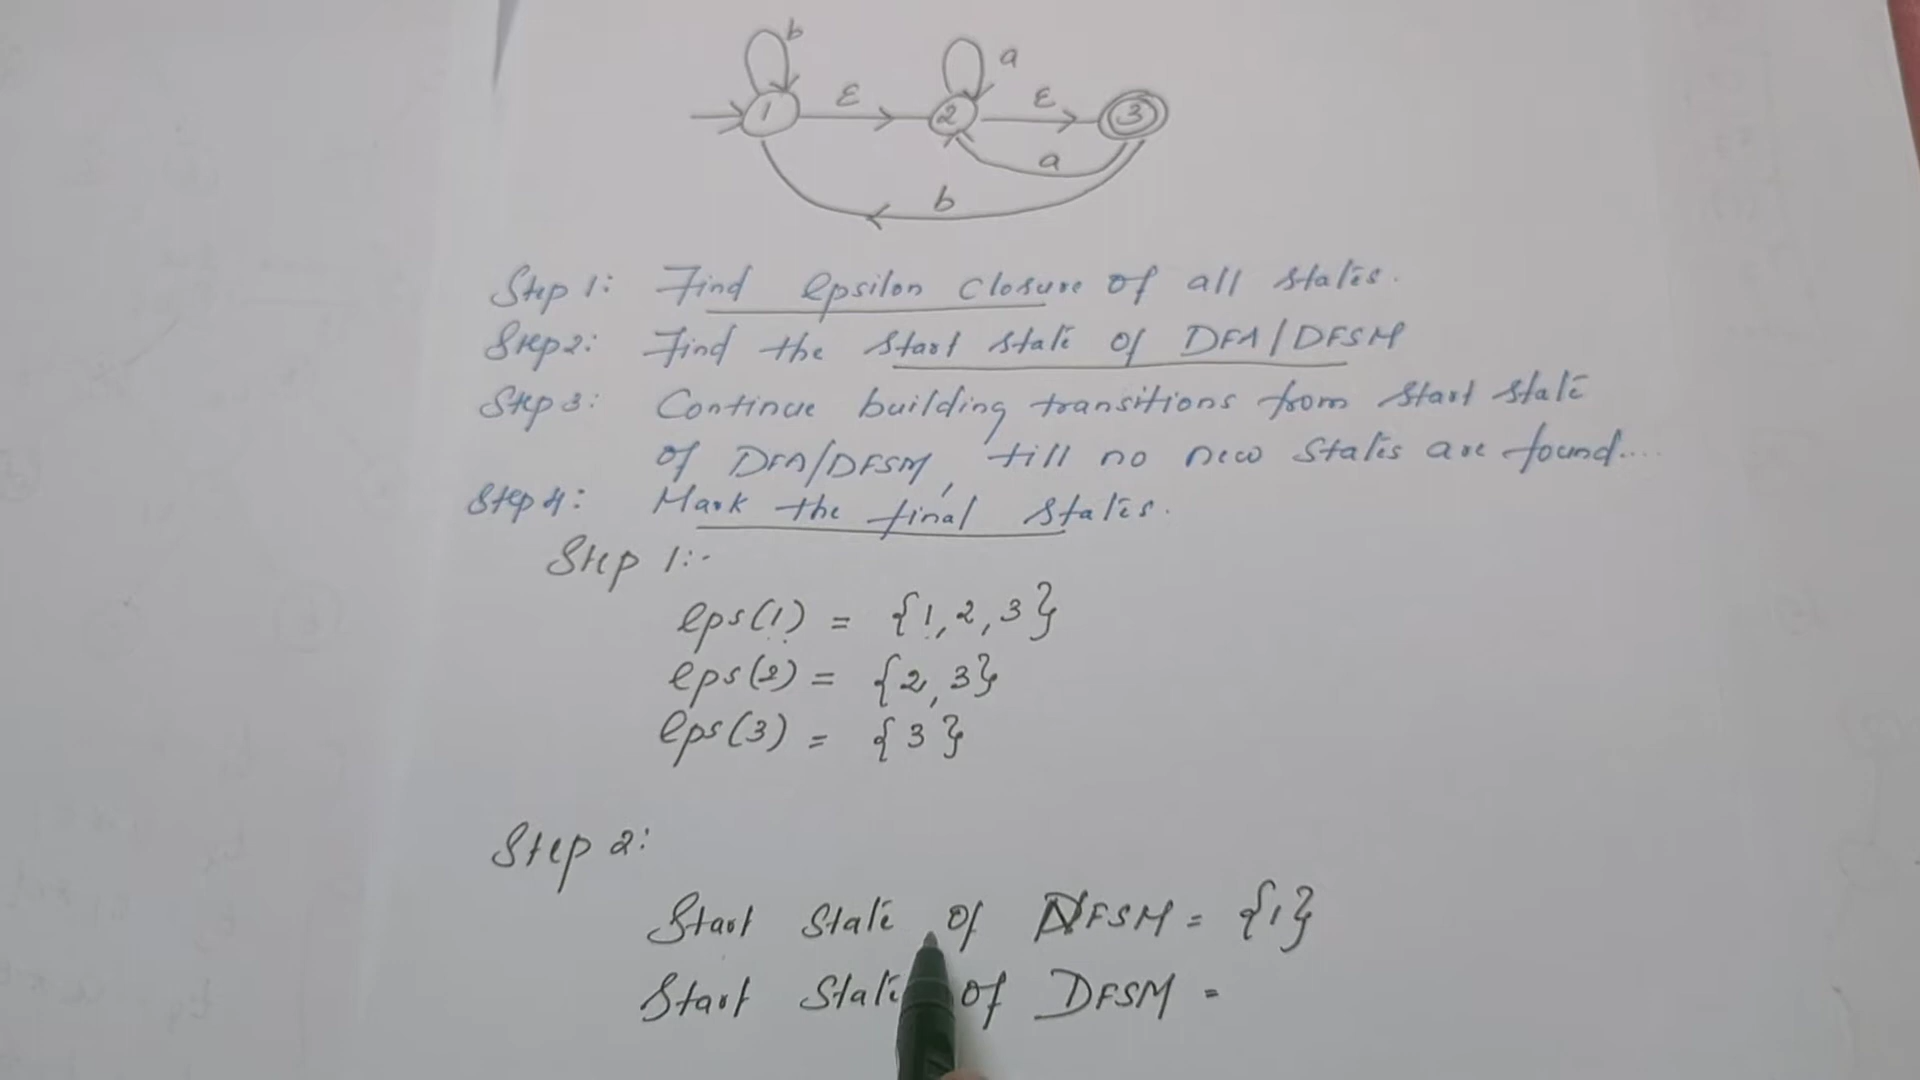 b a
1 ε 2 ε 3
a
b
Step 1: Find epsilon closure of all states.
Step 2: Find the start state of DFA/DFSM
Step 3: Continue building transitions from start state
of DFA/DFSM, till no new states are found....
Step 4: Mark the final states.
Step 1:-
eps(1) = {1,2,3}
eps(2) = {2,3}
eps(3) = {3}
Step 2:
Start State of NFSM = {1}
Start State of DFSM =